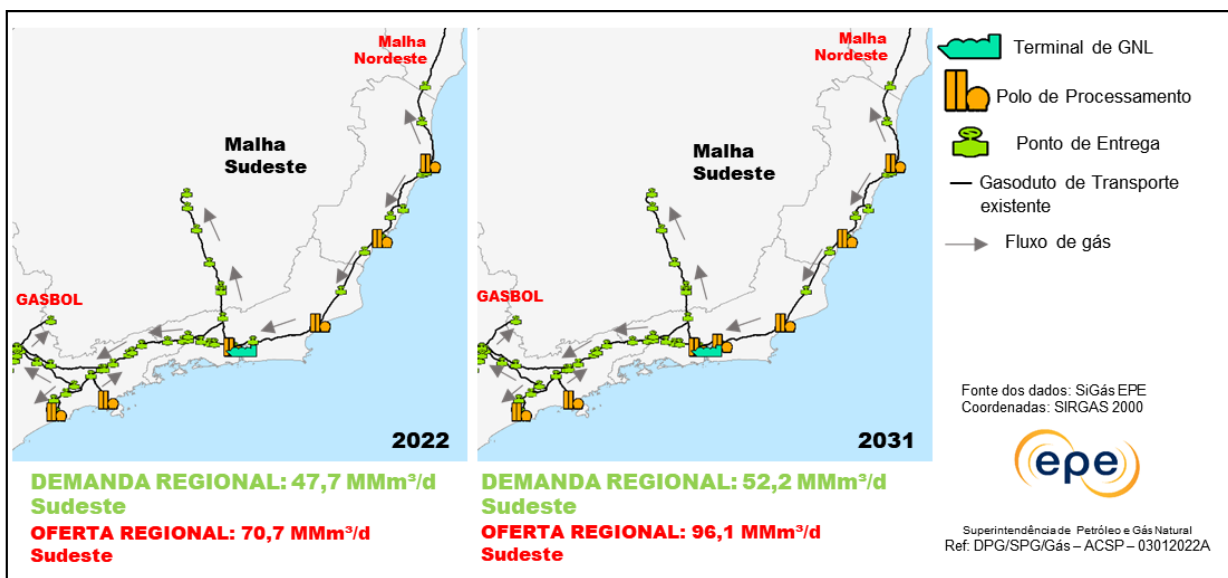 Malha
Nordeste
Malha
Sudeste
GASBOL
2022
DEMANDA REGIONAL: 47,7 MMm³/d
Sudeste
OFERTA REGIONAL: 70,7 MMm³/d
Sudeste
Malha
Nordeste
Malha
Sudeste
GASBOL
2031
DEMANDA REGIONAL: 52,2 MMm³/d
Sudeste
OFERTA REGIONAL: 96,1 MMm³/d
Sudeste
Terminal de GNL
Polo de Processamento
Ponto de Entrega
Gasoduto de Transporte
existente
Fluxo de gás
Fonte dos dados: SiGás EPE
Coordenadas: SIRGAS 2000
epe
Superintendência de Petróleo e Gás Natural
Ref: DPG/SPG/Gás – ACSP – 03012022A